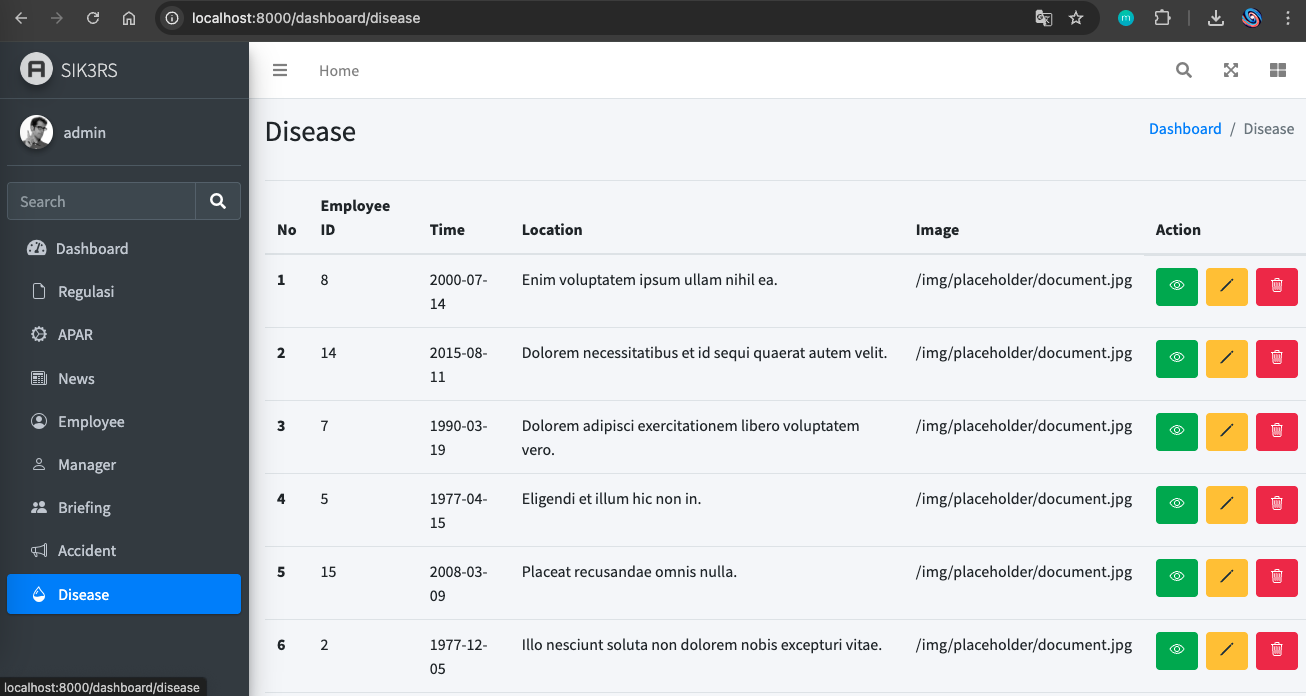 localhost:8000/dashboard/disease
SIK3RS
admin
Search
Dashboard
Regulasi
APAR
News
Employee
Manager
Briefing
Accident
Disease
Home
Disease
Dashboard / Disease
No Employee ID Time Location Image Action
1 8 2000-07-14 Enim voluptatem ipsum ullam nihil ea. /img/placeholder/document.jpg
2 14 2015-08-11 Dolorem necessitatibus et id sequi quaerat autem velit. /img/placeholder/document.jpg
3 7 1990-03-19 Dolorem adipisci exercitationem libero voluptatem vero. /img/placeholder/document.jpg
4 5 1977-04-15 Eligendi et illum hic non in. /img/placeholder/document.jpg
5 15 2008-03-09 Placeat recusandae omnis nulla. /img/placeholder/document.jpg
6 2 1977-12-05 Illo nesciunt soluta non dolorem nobis excepturi vitae. /img/placeholder/document.jpg
localhost:8000/dashboard/disease